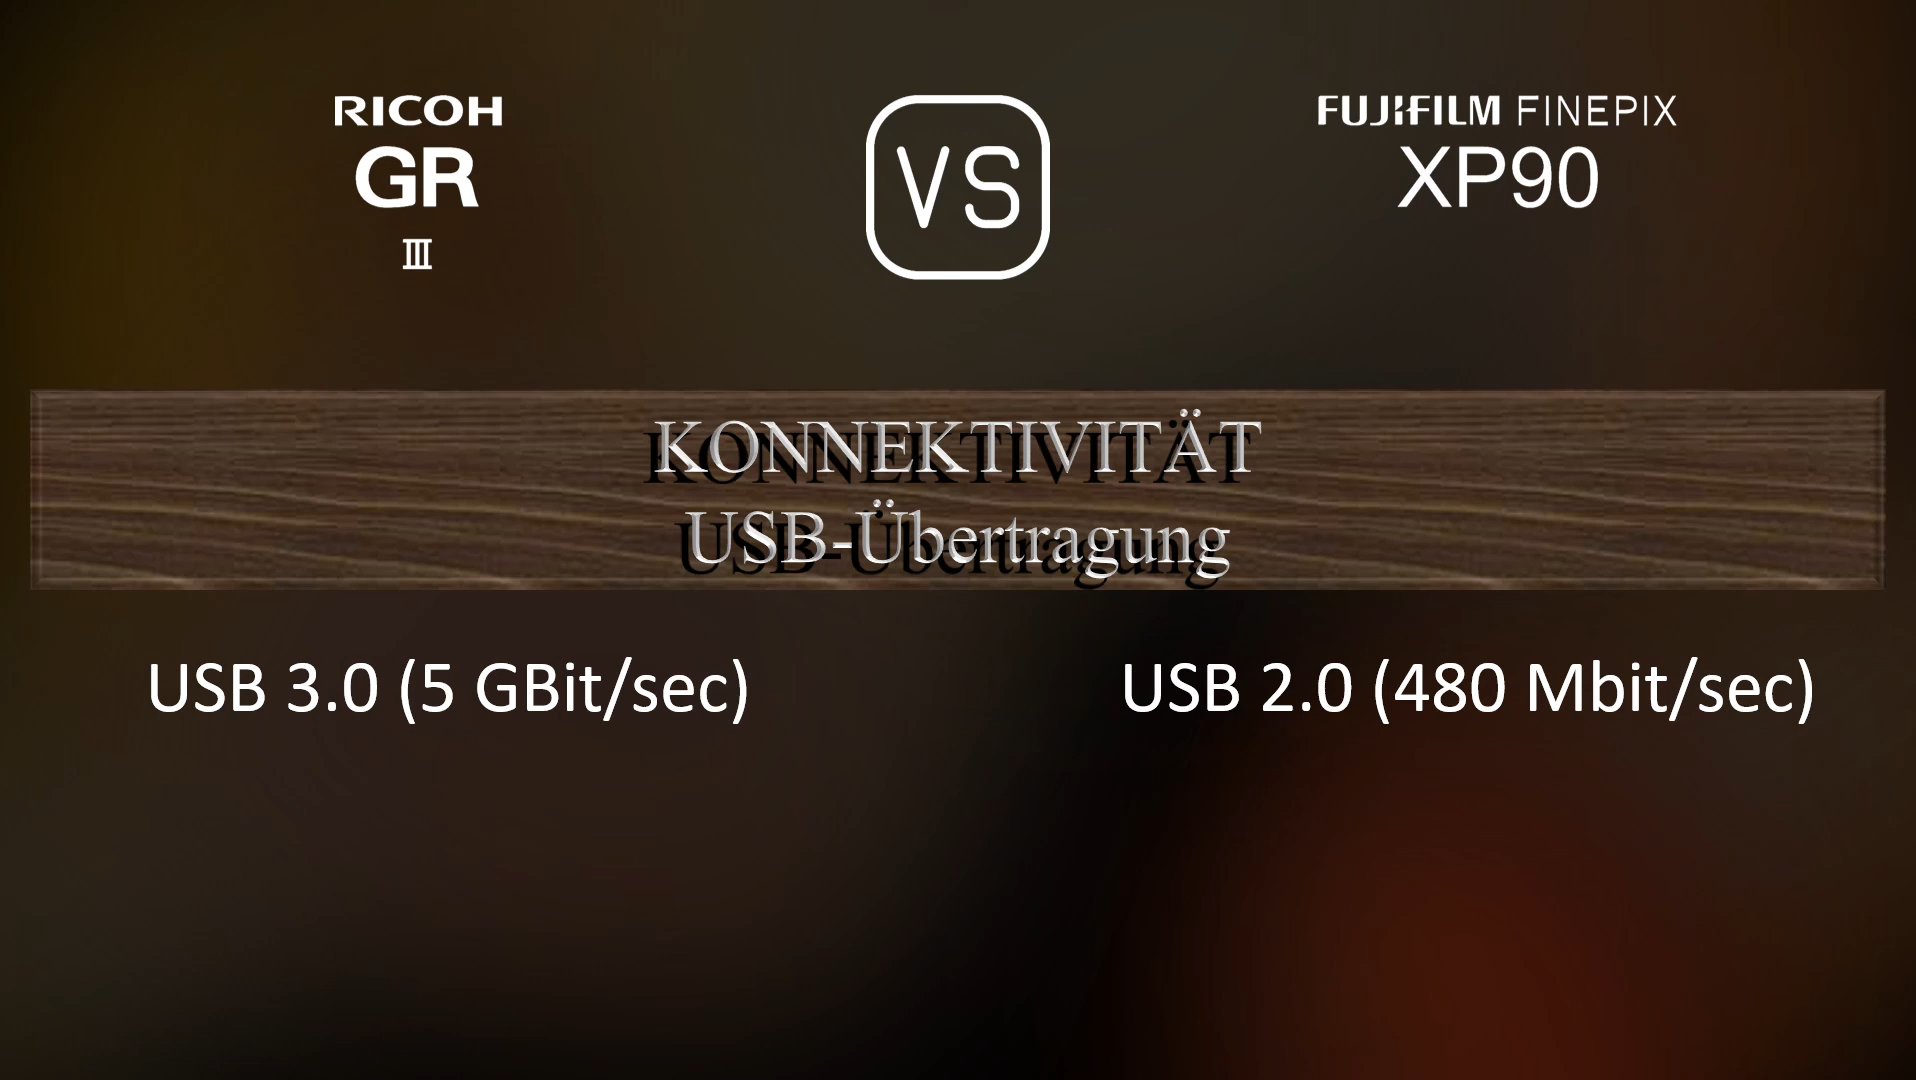 RICOH
GR
III
VS
FUJIFILM FINEPIX
XP90
KONNEKTIVITÄT
USB-Übertragung
USB 3.0 (5 GBit/sec)
USB 2.0 (480 Mbit/sec)